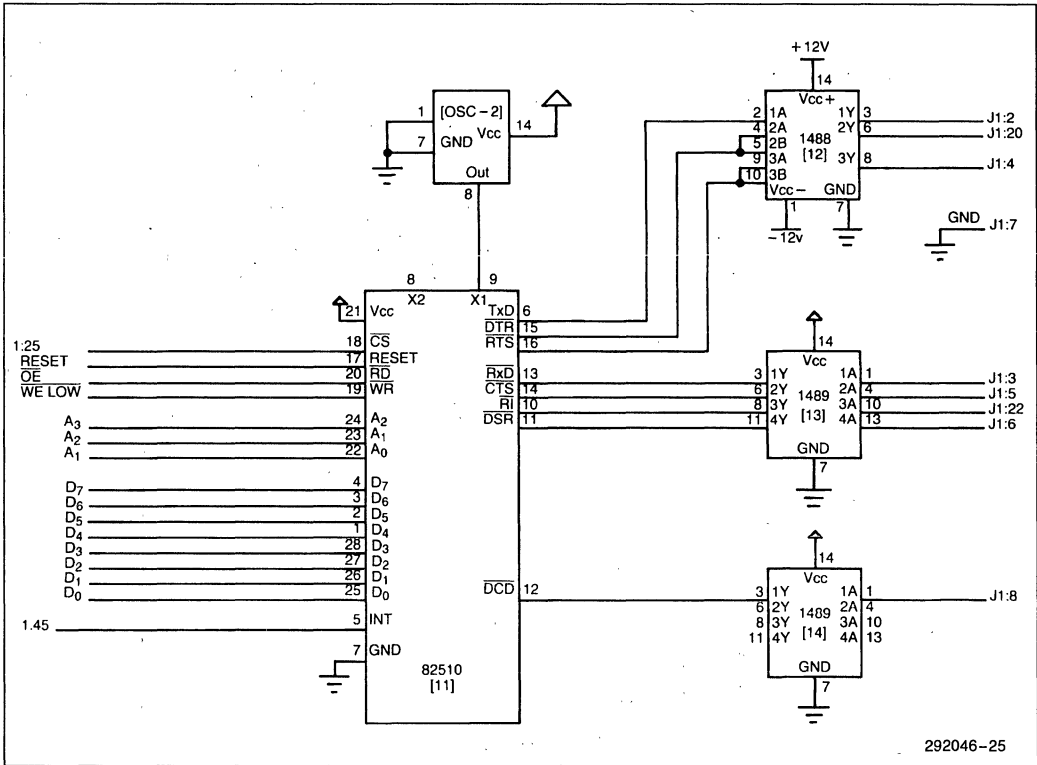 +12V
14
Vcc+
1 [OSC-2]
Vcc 14
7 GND
Out
8
2 1A 1Y 3 J1:2
4 2A 2Y 6 J1:20
5 2B 1488
9 3A [12] 3Y 8 J1:4
10 3B
Vcc- GND
1 7
-12v
GND J1:7
8 9
X2 X1
21 Vcc TxD 6
DTR 15
1:25 18 CS RTS 16
RESET 17 RESET
OE 20 RD RxD 13
WE LOW 19 WR CTS 14
RI 10
DSR 11
14
Vcc
3 1Y 1A 1 J1:3
6 2Y 1489 2A 4 J1:5
8 3Y [13] 3A 10 J1:22
11 4Y 4A 13 J1:6
GND
7
A3 24 A2
A2 23 A1
A1 22 A0
D7 4 D7
D6 3 D6
D5 2 D5
D4 1 D4
D3 28 D3
D2 27 D2
D1 26 D1
D0 25 D0
DCD 12
1.45 5 INT
7 GND
82510
[11]
14
Vcc
3 1Y 1A 1 J1:8
6 2Y 1489 2A 4
8 3Y [14] 3A 10
11 4Y 4A 13
GND
7
292046-25